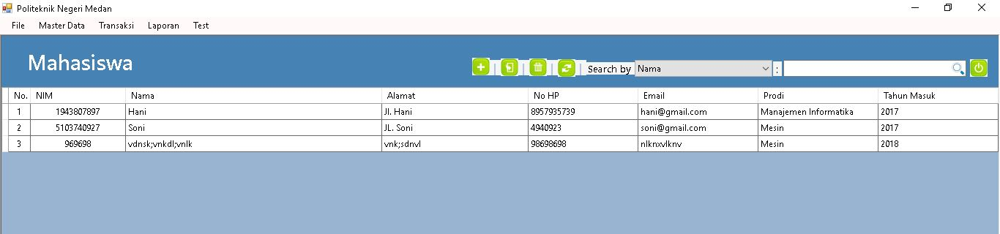 Politeknik Negeri Medan
File Master Data Transaksi Laporan Test
Mahasiswa
Search by Nama :
No. NIM Nama Alamat No HP Email Prodi Tahun Masuk
1 1943807897 Hani Jl. Hani 8957935739 hani@gmail.com Manajemen Informatika 2017
2 5103740927 Soni JL. Soni 4940923 soni@gmail.com Mesin 2017
3 969698 vdnsk;vnkdl;vnlk vnk;sdnvl 98698698 nlknxvlknv Mesin 2018